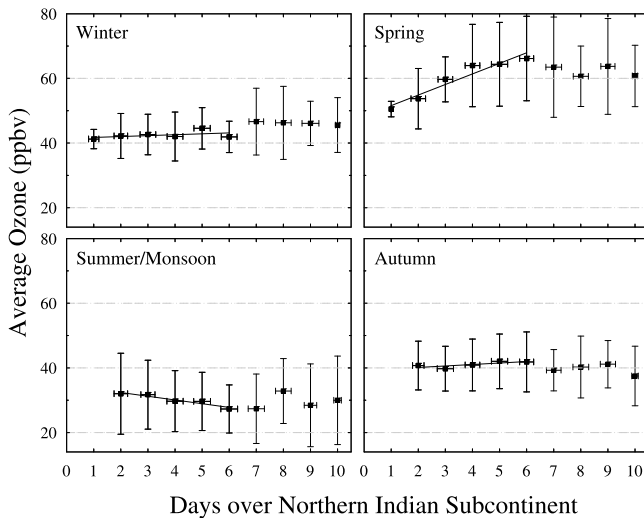 Average Ozone (ppbv)
80
60
40
20
Winter
Spring
80
60
40
20
Summer/Monsoon
Autumn
0 1 2 3 4 5 6 7 8 9 10
0 1 2 3 4 5 6 7 8 9 10
Days over Northern Indian Subcontinent